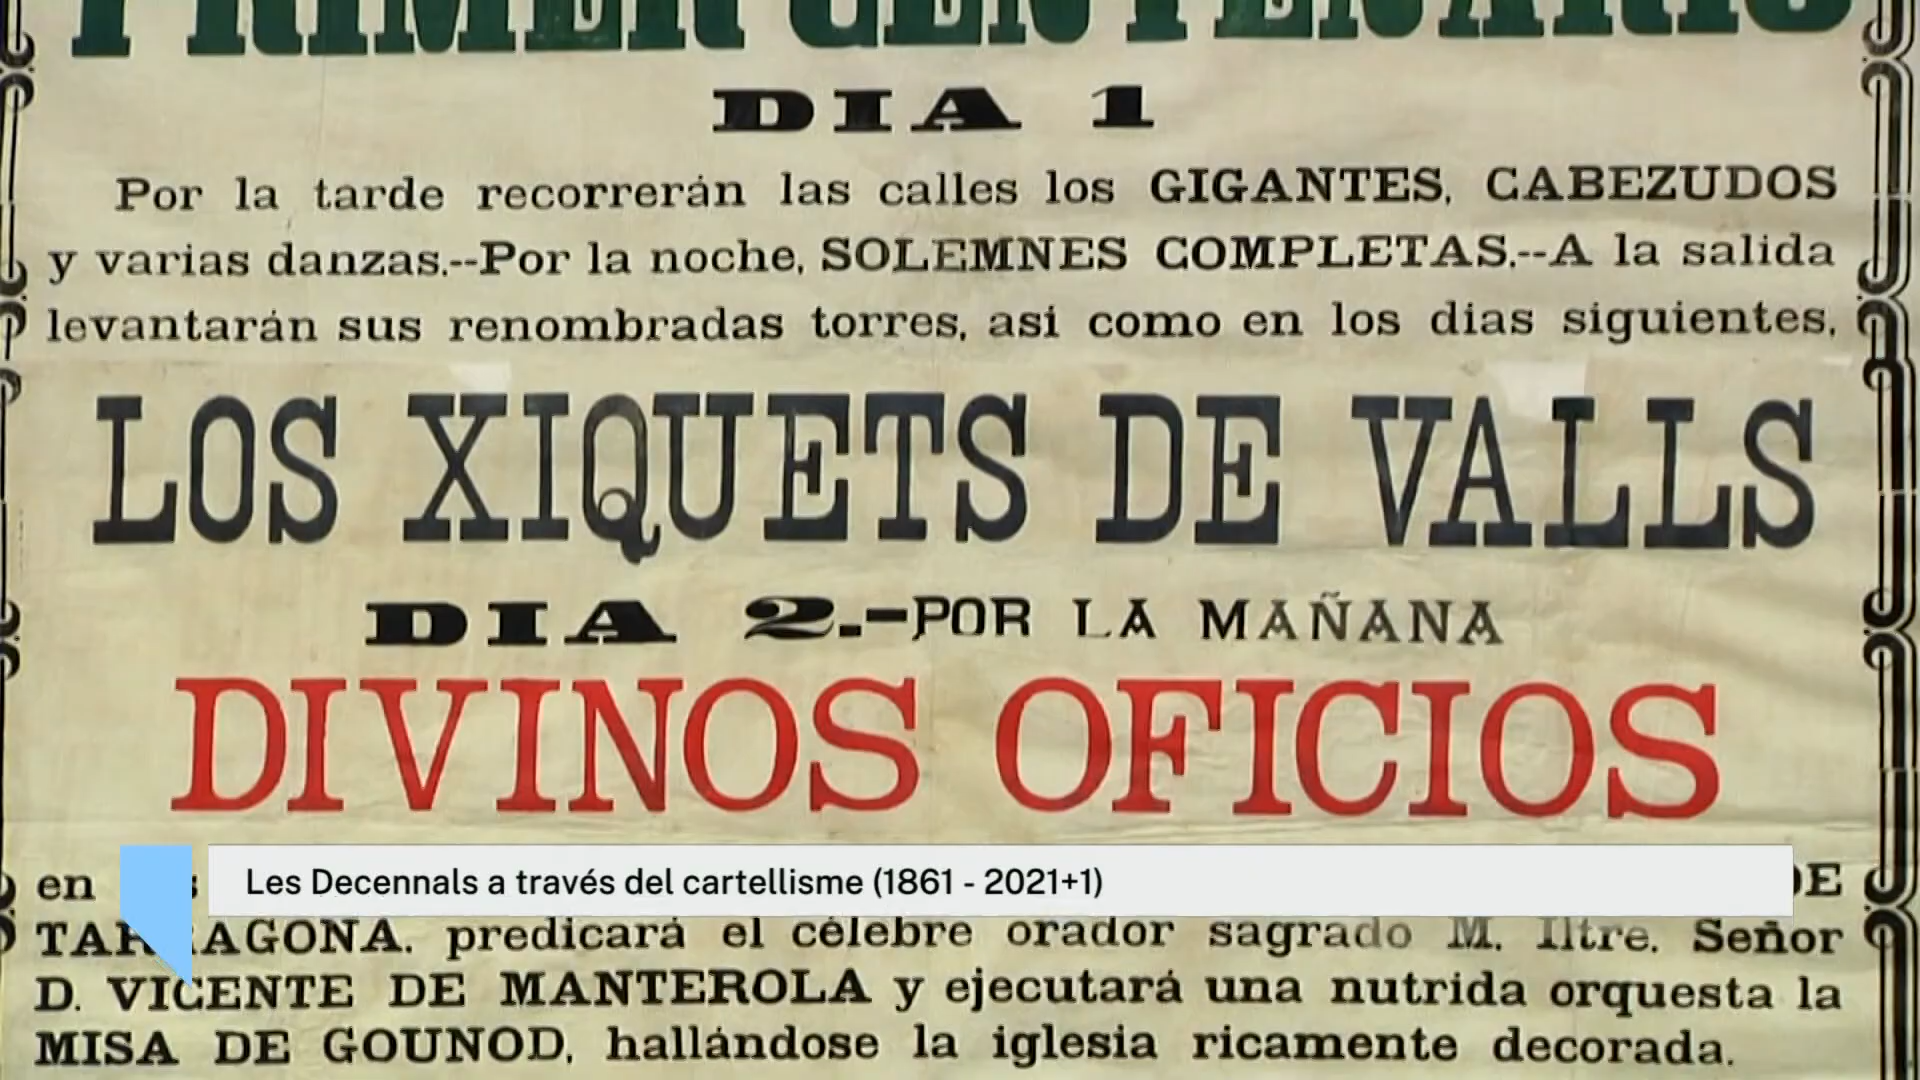 PRIMER CENTENARIO
DIA 1
Por la tarde recorrerán las calles los GIGANTES, CABEZUDOS
y varias danzas.--Por la noche, SOLEMNES COMPLETAS.--A la salida
levantarán sus renombradas torres, asi como en los dias siguientes,
LOS XIQUETS DE VALLS
DIA 2.-POR LA MAÑANA
DIVINOS OFICIOS
en
Les Decennals a través del cartellisme (1861 - 2021+1)
DE
TARRAGONA, predicará el célebre orador sagrado M. Iltre. Señor
D. VICENTE DE MANTEROLA y ejecutará una nutrida orquesta la
MISA DE GOUNOD, hallándose la iglesia ricamente decorada.